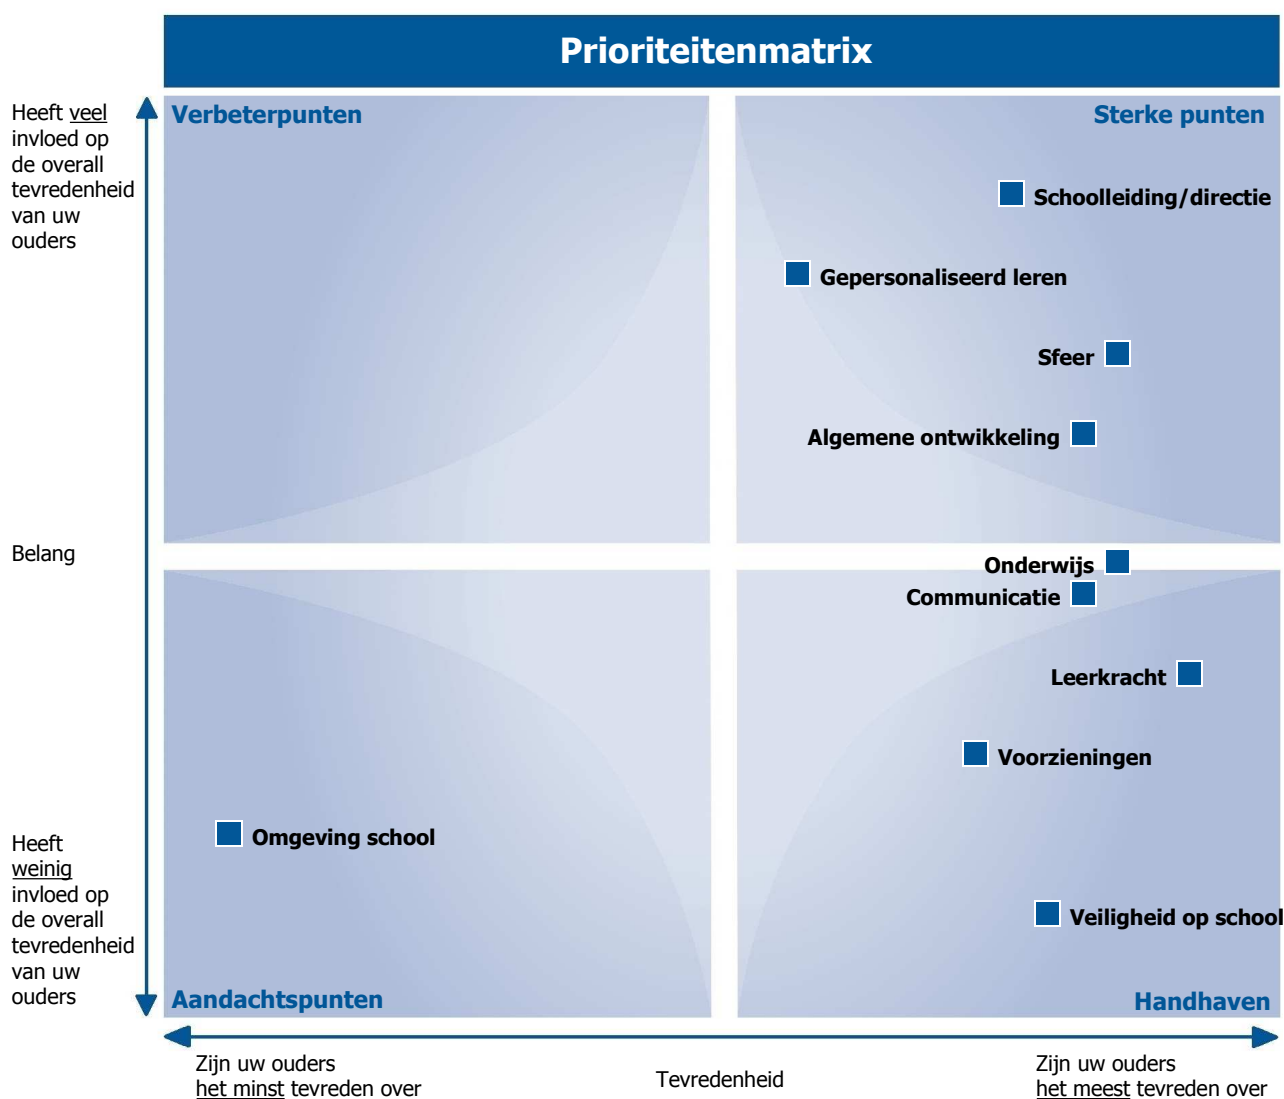 Prioriteitenmatrix
Heeft veel
invloed op
de overall
tevredenheid
van uw
ouders
Verbeterpunten
Sterke punten
Schoolleiding/directie
Gepersonaliseerd leren
Sfeer
Algemene ontwikkeling
Belang
Onderwijs
Communicatie
Leerkracht
Voorzieningen
Omgeving school
Veiligheid op school
Heeft
weinig
invloed op
de overall
tevredenheid
van uw
ouders
Aandachtspunten
Handhaven
Zijn uw ouders
het minst tevreden over
Tevredenheid
Zijn uw ouders
het meest tevreden over